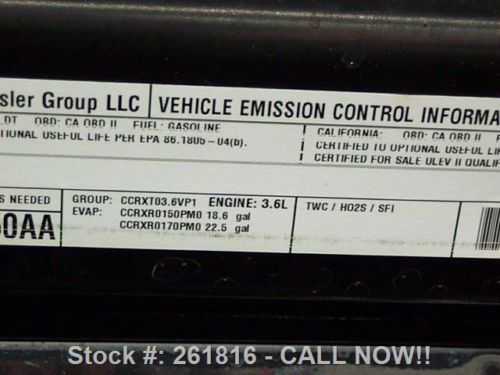 sler Group LLC VEHICLE EMISSION CONTROL INFORMA
LDT OBD: CA OBD II FUEL: GASOLINE
TIONAL USEFUL LIFE PER EPA 86.1805-04(b).
CALIFORNIA: OBD: CA OBD II
CERTIFIED TO OPTIONAL USEFUL LIF
CERTIFIED FOR SALE ULEV II QUALIF
S NEEDED
0AA
GROUP: CCRXT03.6VP1 ENGINE: 3.6L
EVAP: CCRXR0150PM0 18.6 gal
CCRXR0170PM0 22.5 gal
TWC / HO2S / SFI
Stock #: 261816 - CALL NOW!!